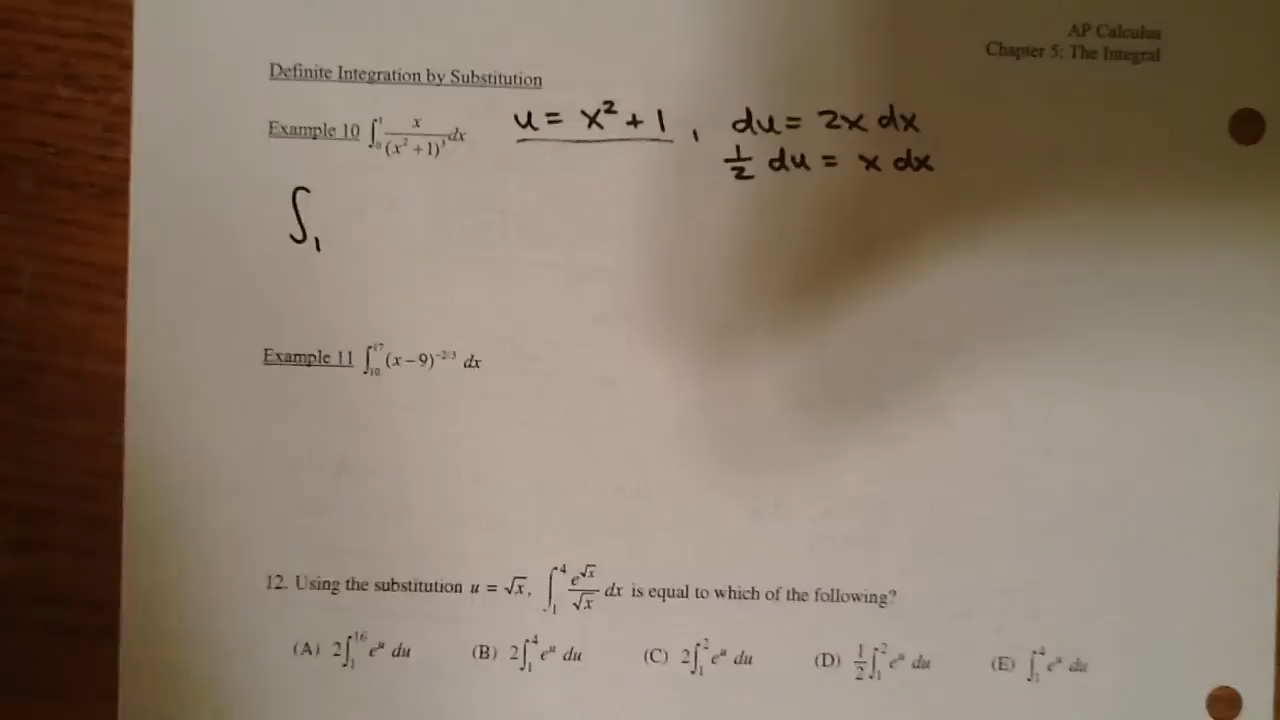 AP Calculus
Chapter 5: The Integral
Definite Integration by Substitution
Example 10 ∫₀¹ x/(x² + 1)³ dx u = x² + 1, du = 2x dx
½ du = x dx
∫₁
Example 11 ∫₁₀¹⁷ (x – 9)^(-2/3) dx
12. Using the substitution u = √x, ∫₁⁴ e^(√x)/√x dx is equal to which of the following?
(A) 2∫₁¹⁶ eᵘ du (B) 2∫₁⁴ eᵘ du (C) 2∫₁² eᵘ du (D) ½∫₁² eᵘ du (E) ∫₁⁴ eᵘ du